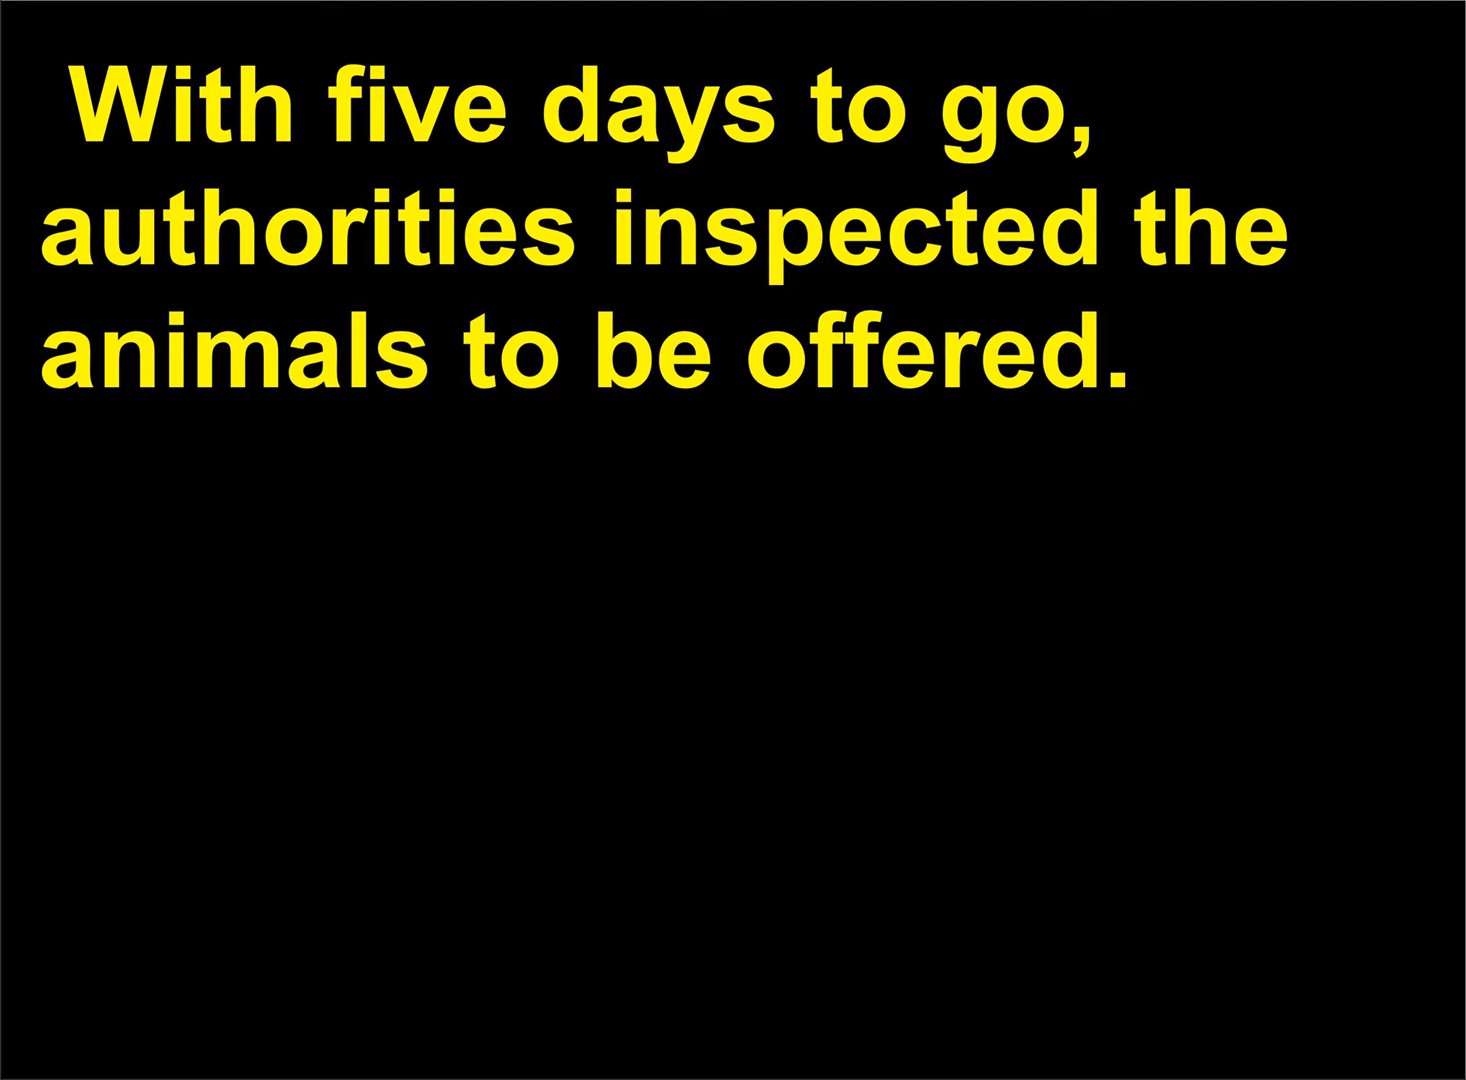 With five days to go,
authorities inspected the
animals to be offered.